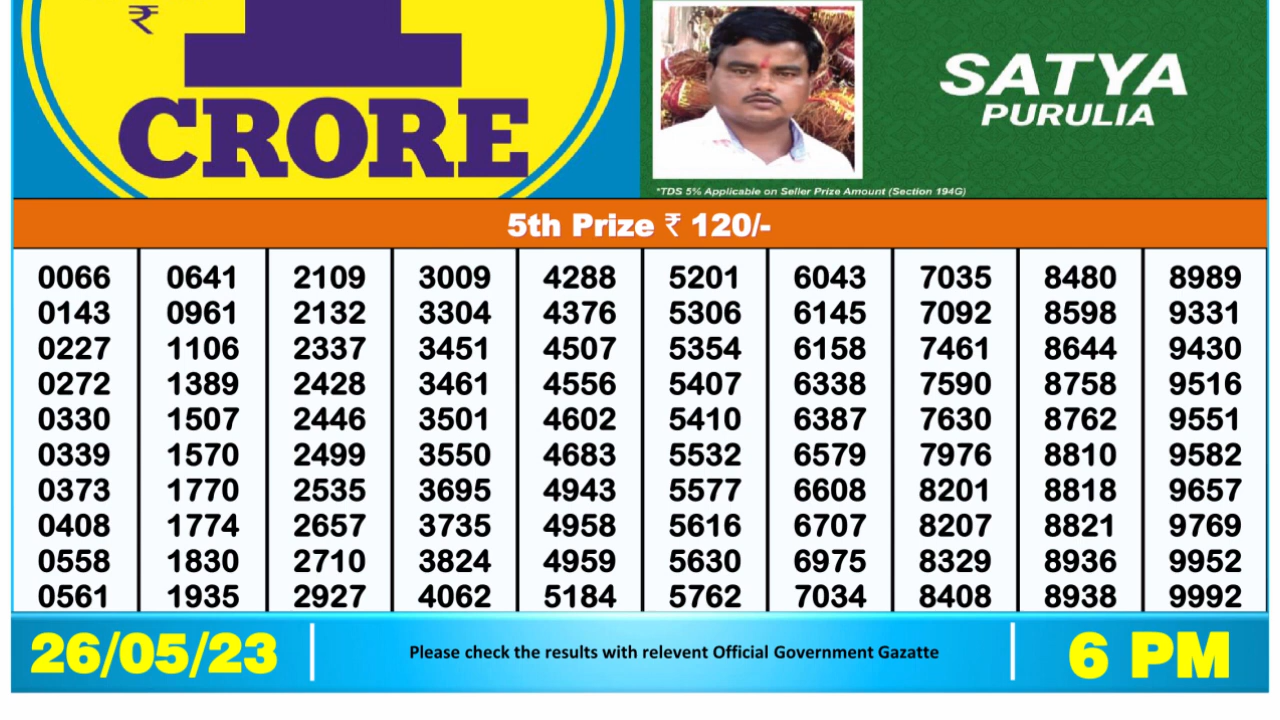 ₹
1
CRORE
SATYA
PURULIA
*TDS 5% Applicable on Seller Prize Amount (Section 194G)
5th Prize ₹ 120/-
0066 0641 2109 3009 4288 5201 6043 7035 8480 8989
0143 0961 2132 3304 4376 5306 6145 7092 8598 9331
0227 1106 2337 3451 4507 5354 6158 7461 8644 9430
0272 1389 2428 3461 4556 5407 6338 7590 8758 9516
0330 1507 2446 3501 4602 5410 6387 7630 8762 9551
0339 1570 2499 3550 4683 5532 6579 7976 8810 9582
0373 1770 2535 3695 4943 5577 6608 8201 8818 9657
0408 1774 2657 3735 4958 5616 6707 8207 8821 9769
0558 1830 2710 3824 4959 5630 6975 8329 8936 9952
0561 1935 2927 4062 5184 5762 7034 8408 8938 9992
26/05/23 Please check the results with relevent Official Government Gazatte 6 PM